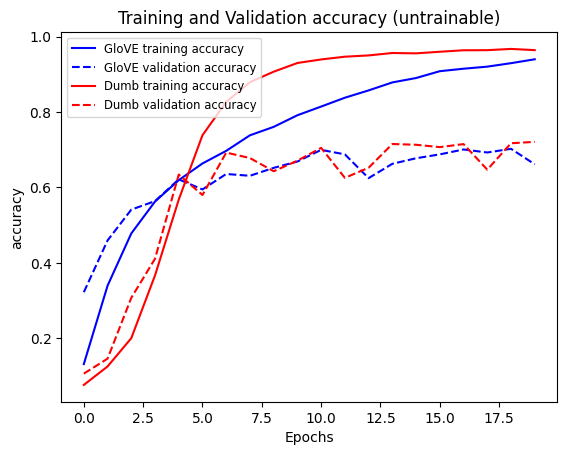 Training and Validation accuracy (untrainable)
GloVE training accuracy
GloVE validation accuracy
Dumb training accuracy
Dumb validation accuracy
accuracy
1.0
0.8
0.6
0.4
0.2
0.0 2.5 5.0 7.5 10.0 12.5 15.0 17.5
Epochs